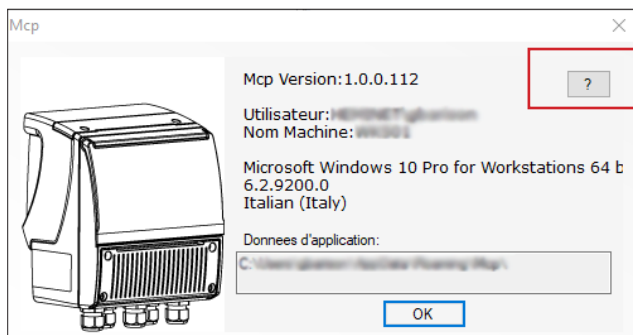 Mcp
Mcp Version:1.0.0.112
?
Utilisateur:
Nom Machine:
Microsoft Windows 10 Pro for Workstations 64 b
6.2.9200.0
Italian (Italy)
Donnees d'application:
OK